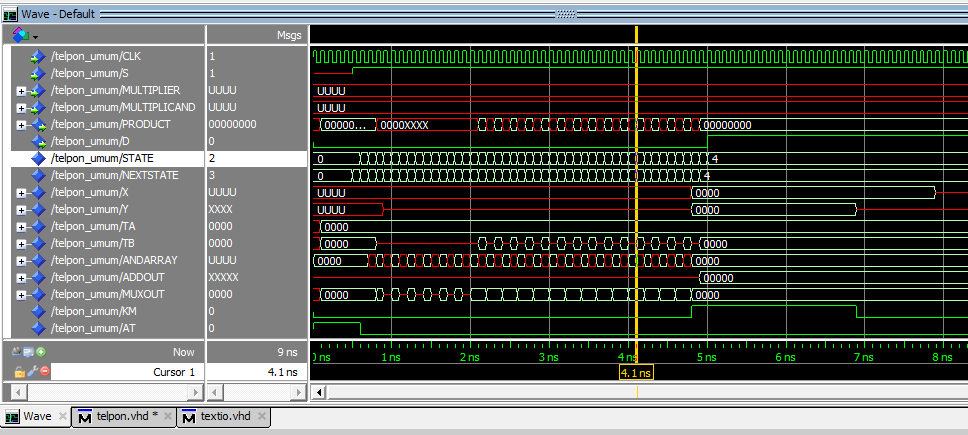 Wave - Default
Msgs
/telpon_umum/CLK 1
/telpon_umum/S 1
/telpon_umum/MULTIPLIER UUUU UUUU
/telpon_umum/MULTIPLICAND UUUU UUUU
/telpon_umum/PRODUCT 00000000 00000... 0000XXXX 00000000
/telpon_umum/D 0
/telpon_umum/STATE 2 0 4
/telpon_umum/NEXTSTATE 3 0 4
/telpon_umum/X UUUU UUUU 0000
/telpon_umum/Y XXXX UUUU 0000
/telpon_umum/TA 0000 0000
/telpon_umum/TB 0000 0000 0000
/telpon_umum/ANDARRAY UUUU 0000 0000
/telpon_umum/ADDOUT XXXXX 00000
/telpon_umum/MUXOUT 0000 0000 0000
/telpon_umum/KM 0
/telpon_umum/AT 0
Now 9 ns 0 ns 1 ns 2 ns 3 ns 4 ns 5 ns 6 ns 7 ns 8 ns
Cursor 1 4.1 ns 4.1 ns
Wave telpon.vhd * textio.vhd